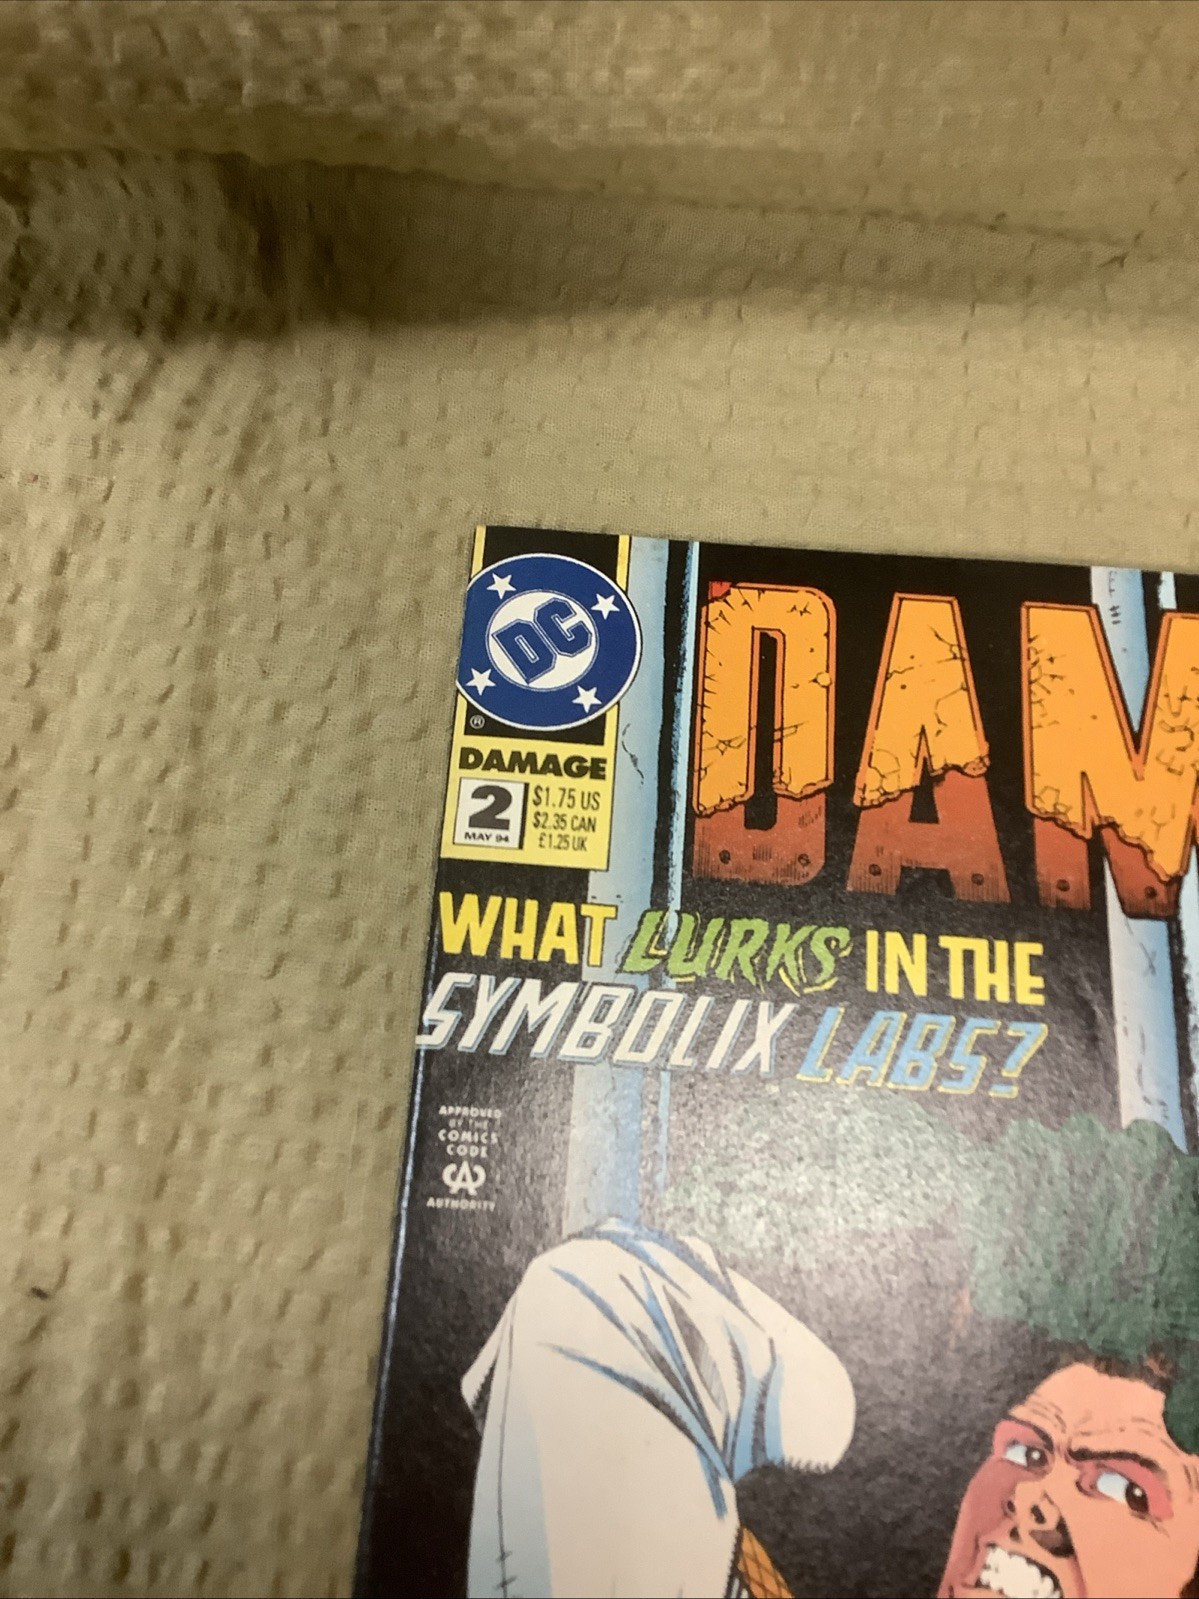 DC
®
DAMAGE
2
MAY 94
$1.75 US
$2.35 CAN
£1.25 UK
DAM
WHAT LURKS IN THE
SYMBOLIX LABS?
APPROVED
BY THE
COMICS
CODE
CA
AUTHORITY